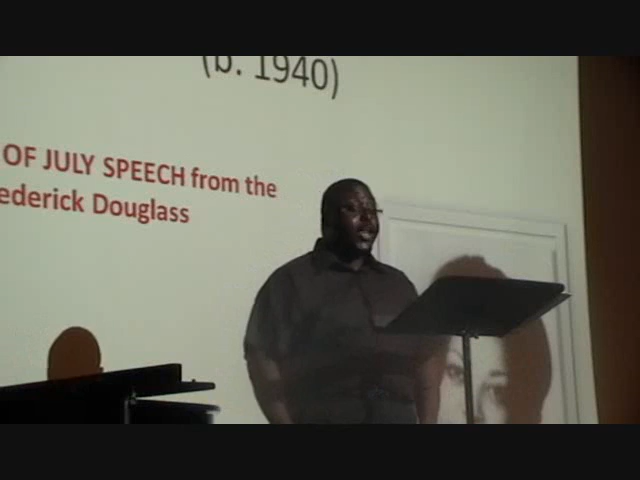 (b. 1940)
OF JULY SPEECH from the
ederick Douglass